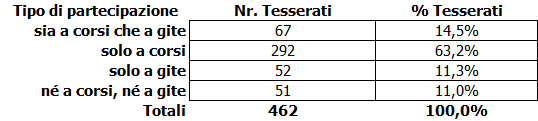 Tipo di partecipazione Nr. Tesserati % Tesserati
sia a corsi che a gite 67 14,5%
solo a corsi 292 63,2%
solo a gite 52 11,3%
né a corsi, né a gite 51 11,0%
Totali 462 100,0%